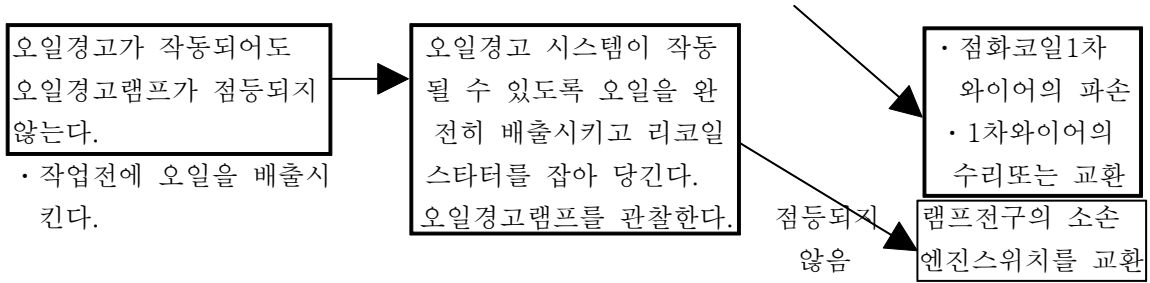 오일경고가 작동되어도
오일경고램프가 점등되지
않는다.
・작업전에 오일을 배출시
킨다.
오일경고 시스템이 작동
될 수 있도록 오일을 완
전히 배출시키고 리코일
스타터를 잡아 당긴다.
오일경고램프를 관찰한다.
점등되지
않음
・점화코일1차
와이어의 파손
・1차와이어의
수리또는 교환
램프전구의 소손
엔진스위치를 교환